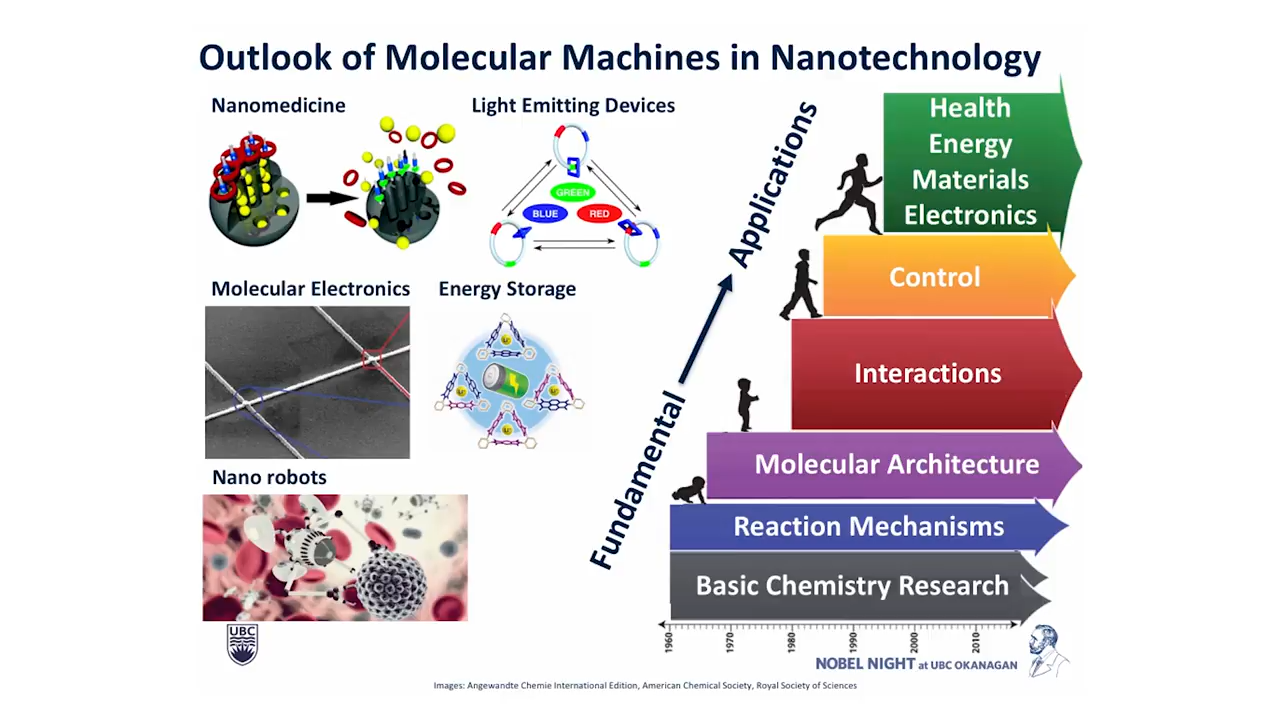 Outlook of Molecular Machines in Nanotechnology
Nanomedicine
Light Emitting Devices
GREEN
BLUE
RED
Molecular Electronics
Energy Storage
Nano robots
Fundamental
Applications
Health
Energy
Materials
Electronics
Control
Interactions
Molecular Architecture
Reaction Mechanisms
Basic Chemistry Research
1960
1970
1980
1990
2000
2010
UBC
NOBEL NIGHT at UBC OKANAGAN
Images: Angewandte Chemie International Edition, American Chemical Society, Royal Society of Sciences